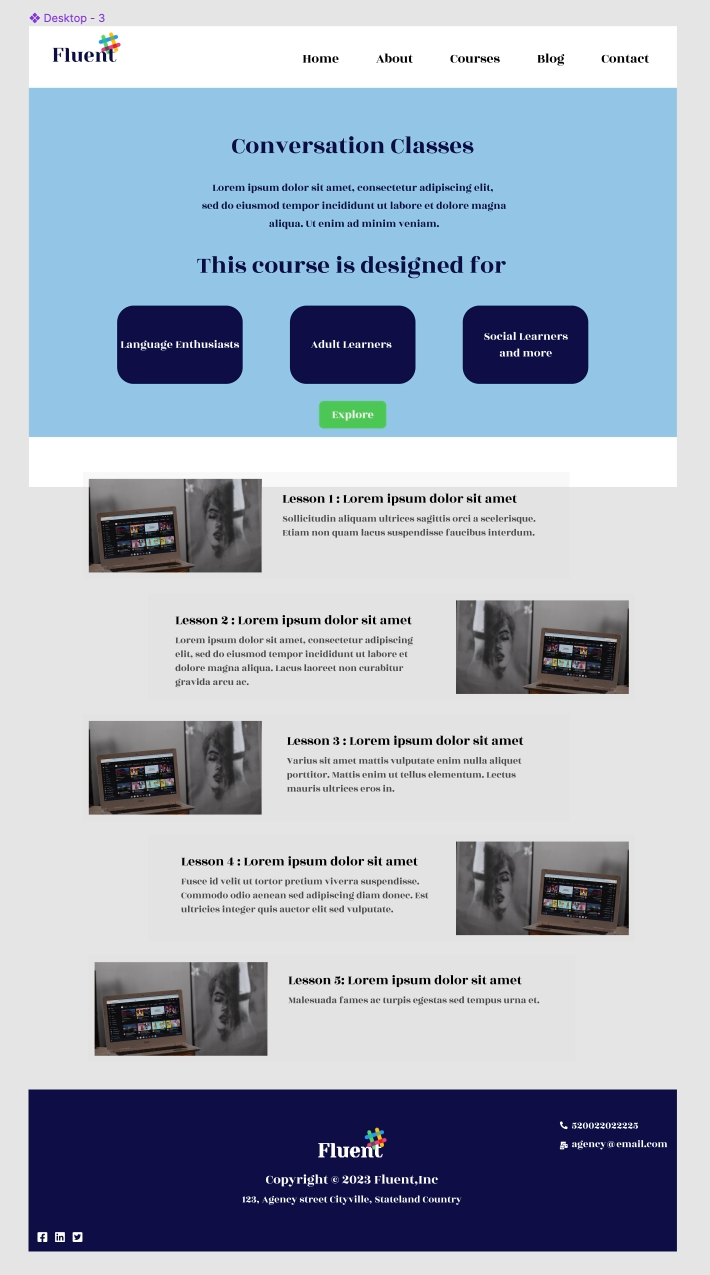 Desktop - 3
Fluent
Home
About
Courses
Blog
Contact
Conversation Classes
Lorem ipsum dolor sit amet, consectetur adipiscing elit,
sed do eiusmod tempor incididunt ut labore et dolore magna
aliqua. Ut enim ad minim veniam.
This course is designed for
Language Enthusiasts
Adult Learners
Social Learners
and more
Explore
Lesson 1 : Lorem ipsum dolor sit amet
Sollicitudin aliquam ultrices sagittis orci a scelerisque.
Etiam non quam lacus suspendisse faucibus interdum.
Lesson 2 : Lorem ipsum dolor sit amet
Lorem ipsum dolor sit amet, consectetur adipiscing
elit, sed do eiusmod tempor incididunt ut labore et
dolore magna aliqua. Lacus laoreet non curabitur
gravida arcu ac.
Lesson 3 : Lorem ipsum dolor sit amet
Varius sit amet mattis vulputate enim nulla aliquet
porttitor. Mattis enim ut tellus elementum. Lectus
mauris ultrices eros in.
Lesson 4 : Lorem ipsum dolor sit amet
Fusce id velit ut tortor pretium viverra suspendisse.
Commodo odio aenean sed adipiscing diam donec. Est
ultricies integer quis auctor elit sed vulputate.
Lesson 5: Lorem ipsum dolor sit amet
Malesuada fames ac turpis egestas sed tempus urna et.
520022022225
agency@email.com
Fluent
Copyright © 2023 Fluent,Inc
123, Agency street Cityville, Stateland Country